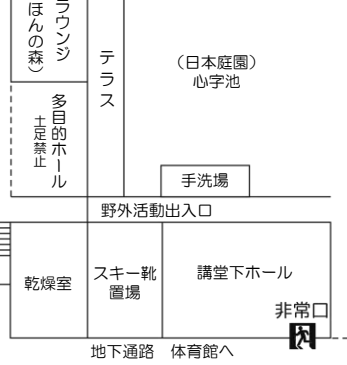 ラウンジ
ほんの森）
テラス
（日本庭園）
心字池
多目的ホール
土足禁止
手洗場
野外活動出入口
乾燥室
スキー靴
置場
講堂下ホール
非常口
地下通路　体育館へ